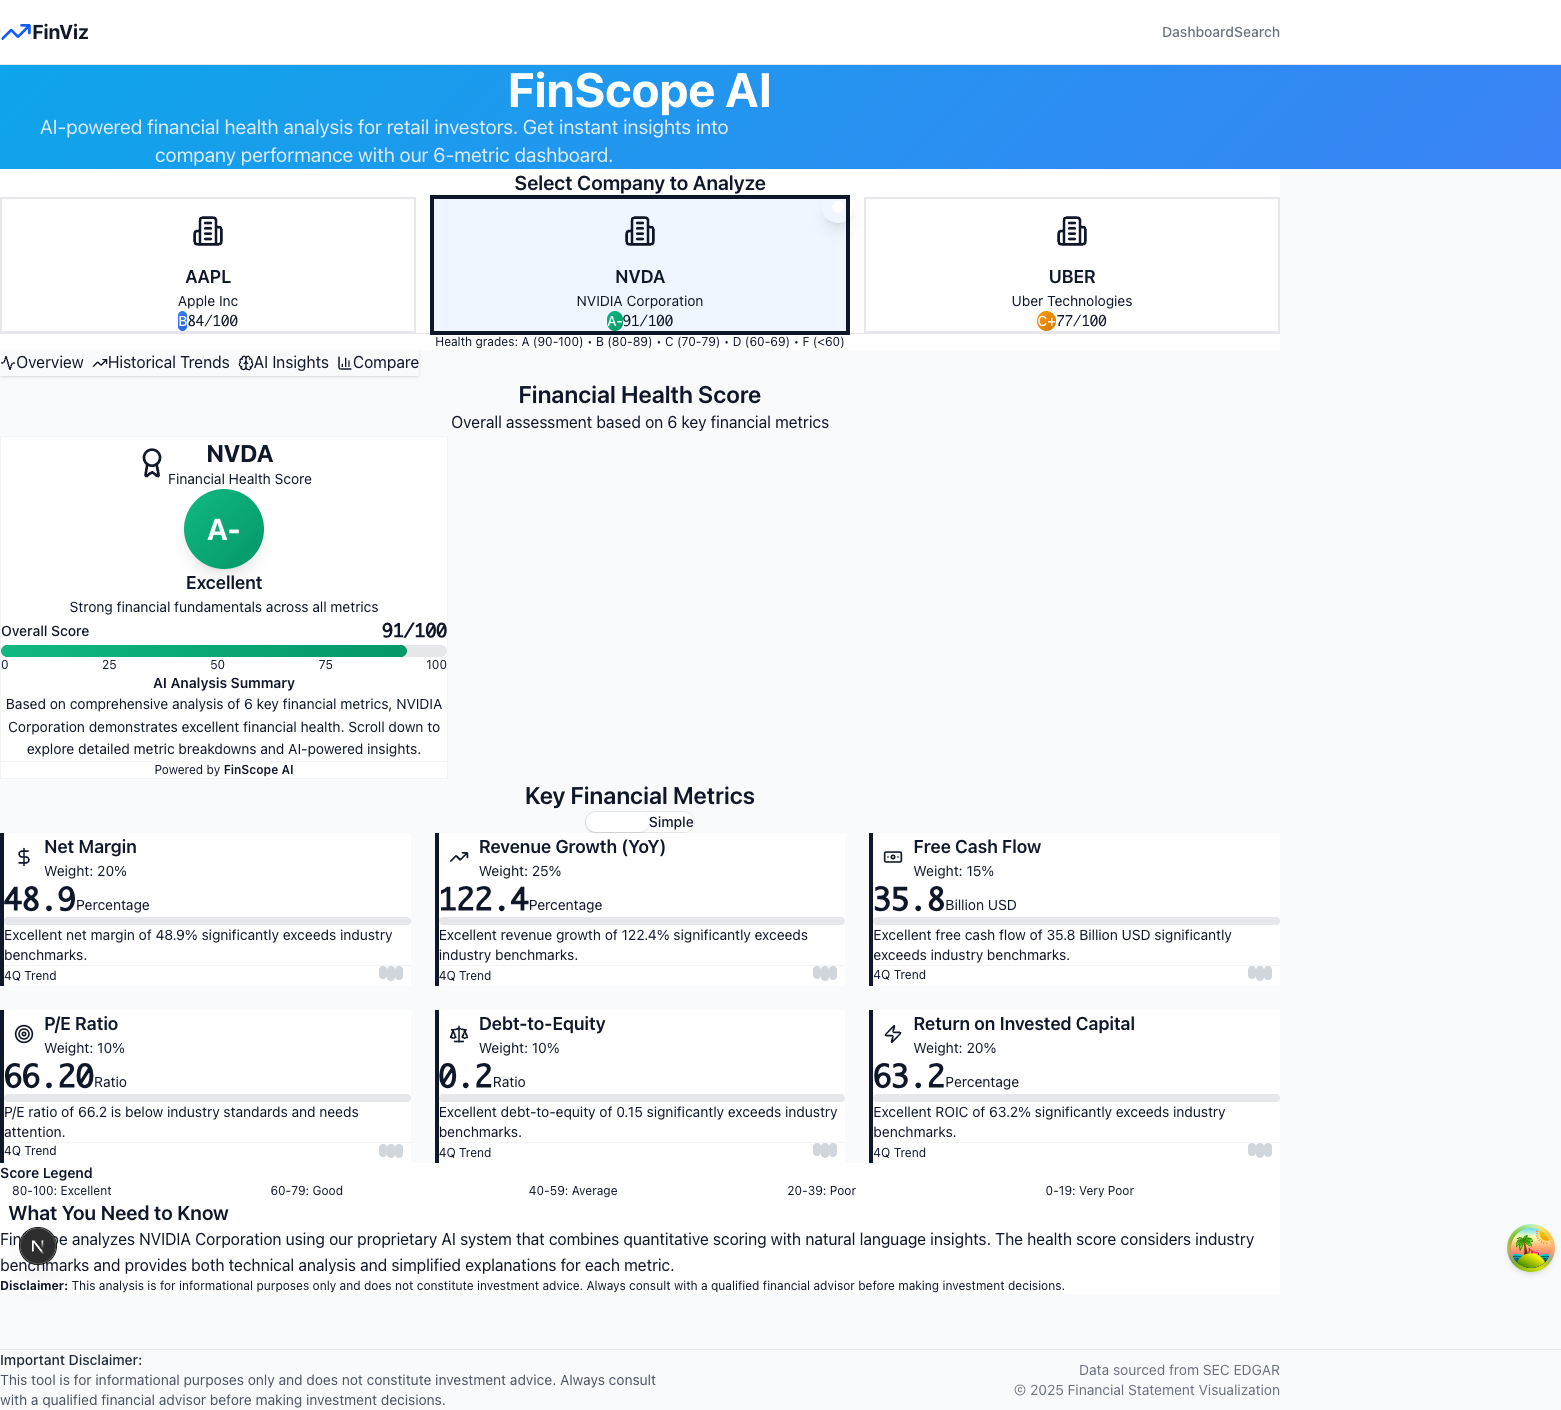 FinViz
Dashboard Search
FinScope AI
AI-powered financial health analysis for retail investors. Get instant insights into
company performance with our 6-metric dashboard.
Select Company to Analyze
AAPL
Apple Inc
B 84/100
NVDA
NVIDIA Corporation
A- 91/100
UBER
Uber Technologies
C+ 77/100
Health grades: A (90-100) • B (80-89) • C (70-79) • D (60-69) • F (<60)
Overview Historical Trends AI Insights Compare
Financial Health Score
Overall assessment based on 6 key financial metrics
NVDA
Financial Health Score
A-
Excellent
Strong financial fundamentals across all metrics
Overall Score 91/100
0 25 50 75 100
AI Analysis Summary
Based on comprehensive analysis of 6 key financial metrics, NVIDIA
Corporation demonstrates excellent financial health. Scroll down to
explore detailed metric breakdowns and AI-powered insights.
Powered by FinScope AI
Key Financial Metrics
Simple
Net Margin
Weight: 20%
48.9 Percentage
Excellent net margin of 48.9% significantly exceeds industry
benchmarks.
4Q Trend
Revenue Growth (YoY)
Weight: 25%
122.4 Percentage
Excellent revenue growth of 122.4% significantly exceeds
industry benchmarks.
4Q Trend
Free Cash Flow
Weight: 15%
35.8 Billion USD
Excellent free cash flow of 35.8 Billion USD significantly
exceeds industry benchmarks.
4Q Trend
P/E Ratio
Weight: 10%
66.20 Ratio
P/E ratio of 66.2 is below industry standards and needs
attention.
4Q Trend
Debt-to-Equity
Weight: 10%
0.2 Ratio
Excellent debt-to-equity of 0.15 significantly exceeds industry
benchmarks.
4Q Trend
Return on Invested Capital
Weight: 20%
63.2 Percentage
Excellent ROIC of 63.2% significantly exceeds industry
benchmarks.
4Q Trend
Score Legend
80-100: Excellent 60-79: Good 40-59: Average 20-39: Poor 0-19: Very Poor
What You Need to Know
analyzes NVIDIA Corporation using our proprietary AI system that combines quantitative scoring with natural language insights. The health score considers industry
benchmarks and provides both technical analysis and simplified explanations for each metric.
Disclaimer: This analysis is for informational purposes only and does not constitute investment advice. Always consult with a qualified financial advisor before making investment decisions.
N
Important Disclaimer:
This tool is for informational purposes only and does not constitute investment advice. Always consult
with a qualified financial advisor before making investment decisions.
Data sourced from SEC EDGAR
© 2025 Financial Statement Visualization